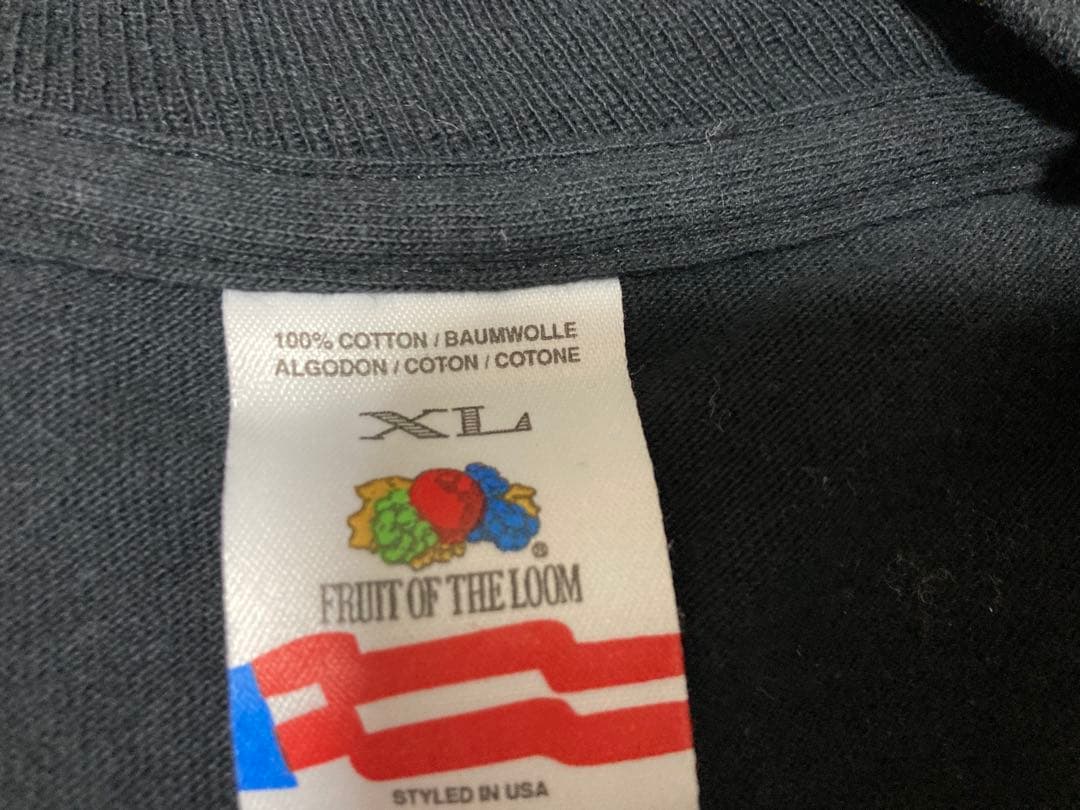 100% COTTON / BAUMWOLLE
ALGODON / COTON / COTONE
XL
®
FRUIT OF THE LOOM
STYLED IN USA